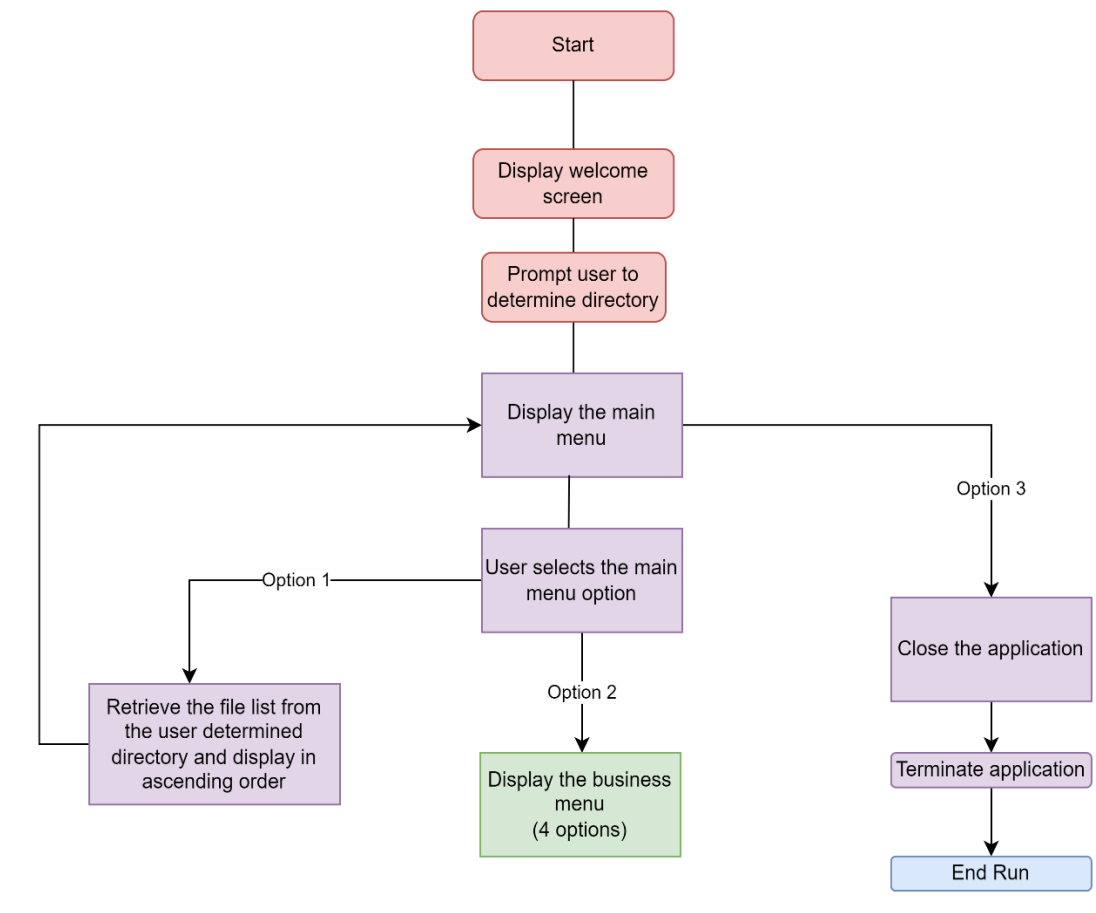 Start
Display welcome
screen
Prompt user to
determine directory
Display the main
menu
Option 3
User selects the main
menu option
Option 1
Close the application
Option 2
Retrieve the file list from
the user determined
directory and display in
ascending order
Display the business
menu
(4 options)
Terminate application
End Run